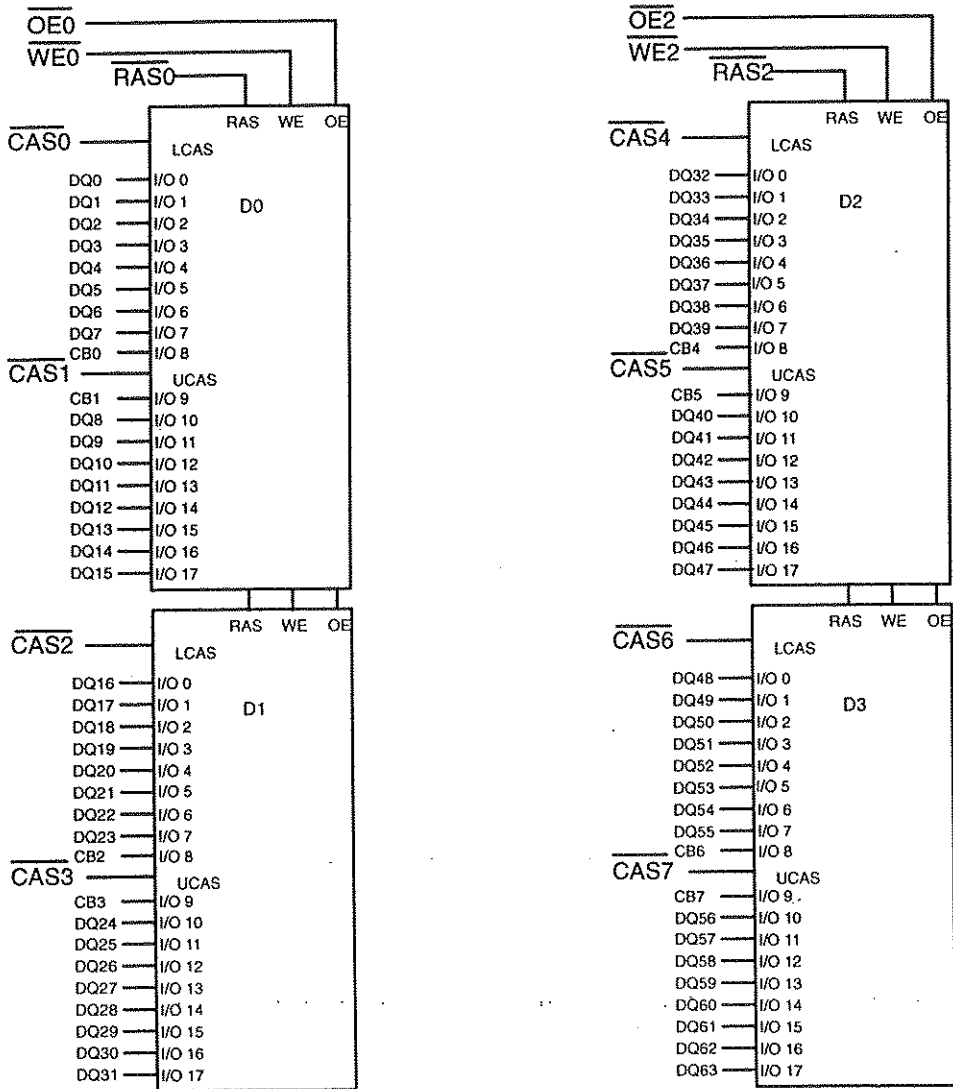 OE0
WE0
RAS0
RAS WE OE
CAS0
LCAS
DQ0 I/O 0
DQ1 I/O 1
D0
DQ2 I/O 2
DQ3 I/O 3
DQ4 I/O 4
DQ5 I/O 5
DQ6 I/O 6
DQ7 I/O 7
CB0 I/O 8
CAS1
UCAS
CB1 I/O 9
DQ8 I/O 10
DQ9 I/O 11
DQ10 I/O 12
DQ11 I/O 13
DQ12 I/O 14
DQ13 I/O 15
DQ14 I/O 16
DQ15 I/O 17
RAS WE OE
CAS2
LCAS
DQ16 I/O 0
DQ17 I/O 1
D1
DQ18 I/O 2
DQ19 I/O 3
DQ20 I/O 4
DQ21 I/O 5
DQ22 I/O 6
DQ23 I/O 7
CB2 I/O 8
CAS3
UCAS
CB3 I/O 9
DQ24 I/O 10
DQ25 I/O 11
DQ26 I/O 12
DQ27 I/O 13
DQ28 I/O 14
DQ29 I/O 15
DQ30 I/O 16
DQ31 I/O 17
OE2
WE2
RAS2
RAS WE OE
CAS4
LCAS
DQ32 I/O 0
DQ33 I/O 1
D2
DQ34 I/O 2
DQ35 I/O 3
DQ36 I/O 4
DQ37 I/O 5
DQ38 I/O 6
DQ39 I/O 7
CB4 I/O 8
CAS5
UCAS
CB5 I/O 9
DQ40 I/O 10
DQ41 I/O 11
DQ42 I/O 12
DQ43 I/O 13
DQ44 I/O 14
DQ45 I/O 15
DQ46 I/O 16
DQ47 I/O 17
RAS WE OE
CAS6
LCAS
DQ48 I/O 0
DQ49 I/O 1
D3
DQ50 I/O 2
DQ51 I/O 3
DQ52 I/O 4
DQ53 I/O 5
DQ54 I/O 6
DQ55 I/O 7
CB6 I/O 8
CAS7
UCAS
CB7 I/O 9
DQ56 I/O 10
DQ57 I/O 11
DQ58 I/O 12
DQ59 I/O 13
DQ60 I/O 14
DQ61 I/O 15
DQ62 I/O 16
DQ63 I/O 17